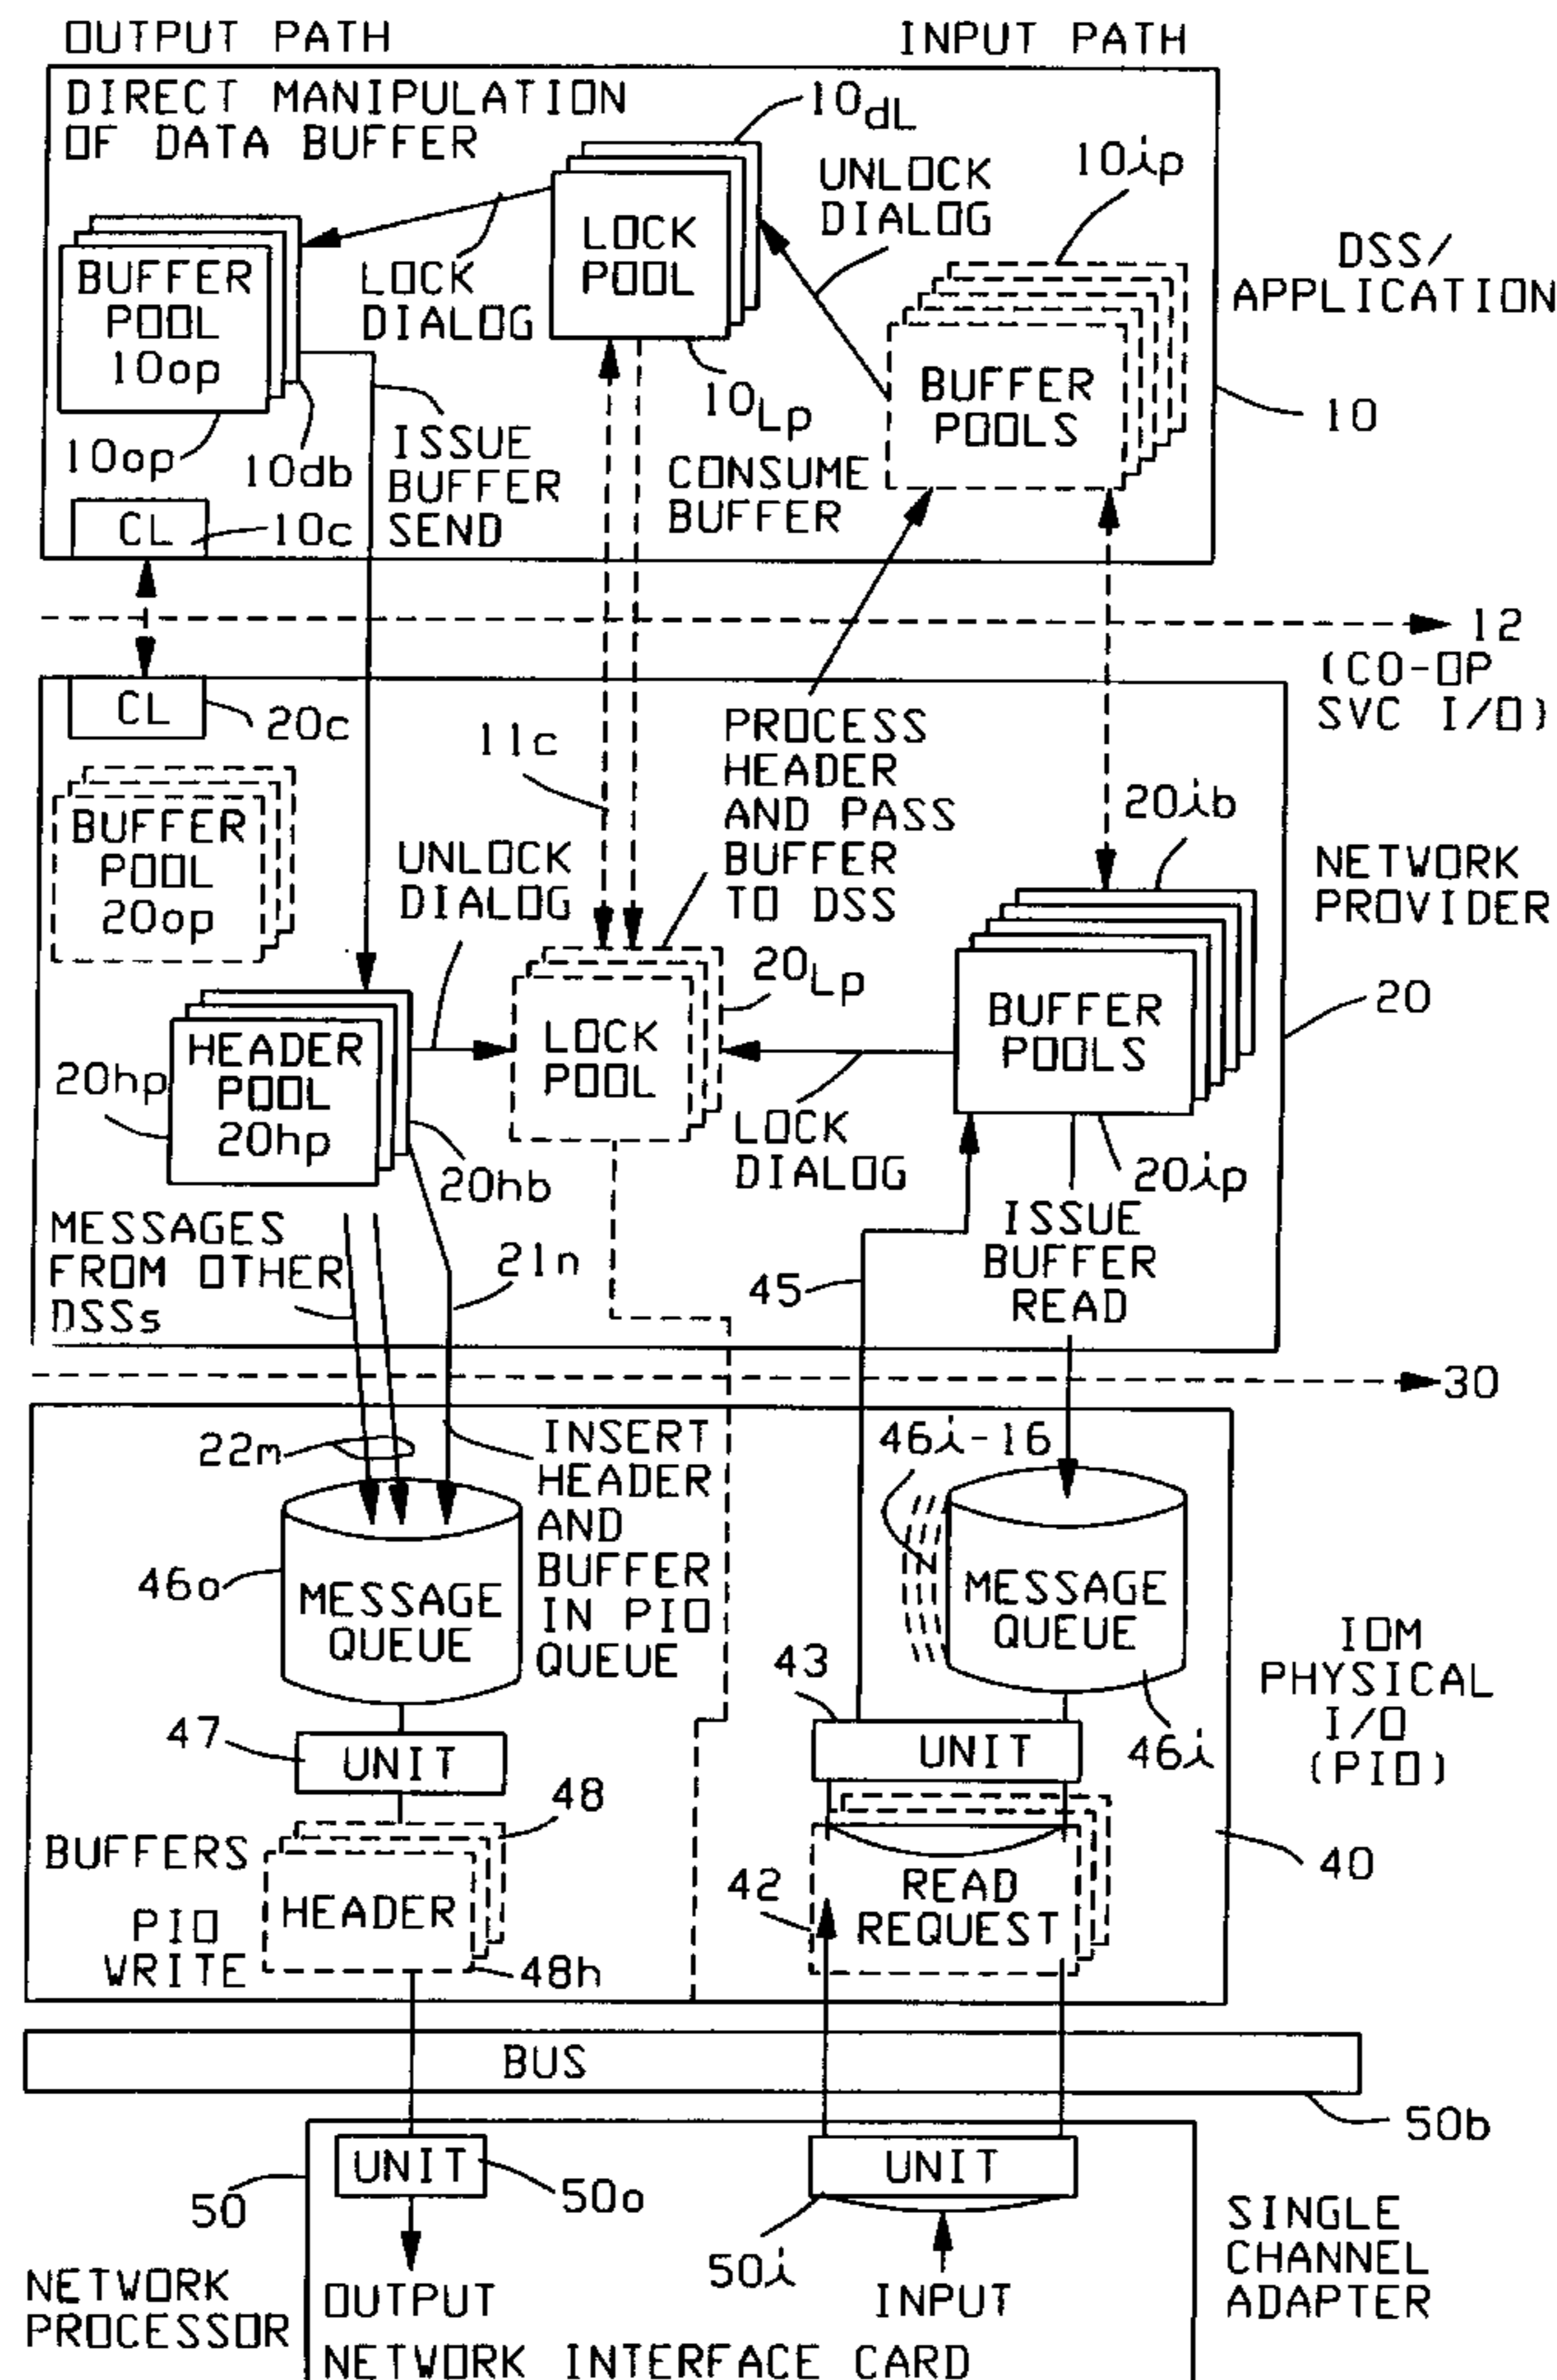 OUTPUT PATH
INPUT PATH
DIRECT MANIPULATION
OF DATA BUFFER
10dL
UNLOCK
DIALOG
10ip
LOCK
POOL
DSS/
APPLICATION
BUFFER
POOL
10op
LOCK
DIALOG
BUFFER
POOLS
10
10Lp
10op
10db
ISSUE
BUFFER
SEND
CONSUME
BUFFER
CL
10c
12
(CO-OP
SVC I/O)
CL
20c
11c
PROCESS
HEADER
AND PASS
BUFFER
TO DSS
20ib
BUFFER
POOL
20op
UNLOCK
DIALOG
NETWORK
PROVIDER
20Lp
20
BUFFER
POOLS
LOCK
POOL
HEADER
POOL
20hp
20hp
LOCK
DIALOG
20hb
20ip
ISSUE
BUFFER
READ
MESSAGES
FROM OTHER
DSSs
21n
45
30
22m
INSERT
HEADER
AND
BUFFER
IN PIO
QUEUE
46i-16
46o
MESSAGE
QUEUE
MESSAGE
QUEUE
IOM
PHYSICAL
I/O
(PIO)
43
47
UNIT
UNIT
46i
48
BUFFERS
HEADER
PIO
WRITE
48h
42
READ
REQUEST
40
BUS
50b
UNIT
50o
UNIT
50
50i
SINGLE
CHANNEL
ADAPTER
NETWORK
PROCESSOR
OUTPUT
INPUT
NETWORK INTERFACE CARD